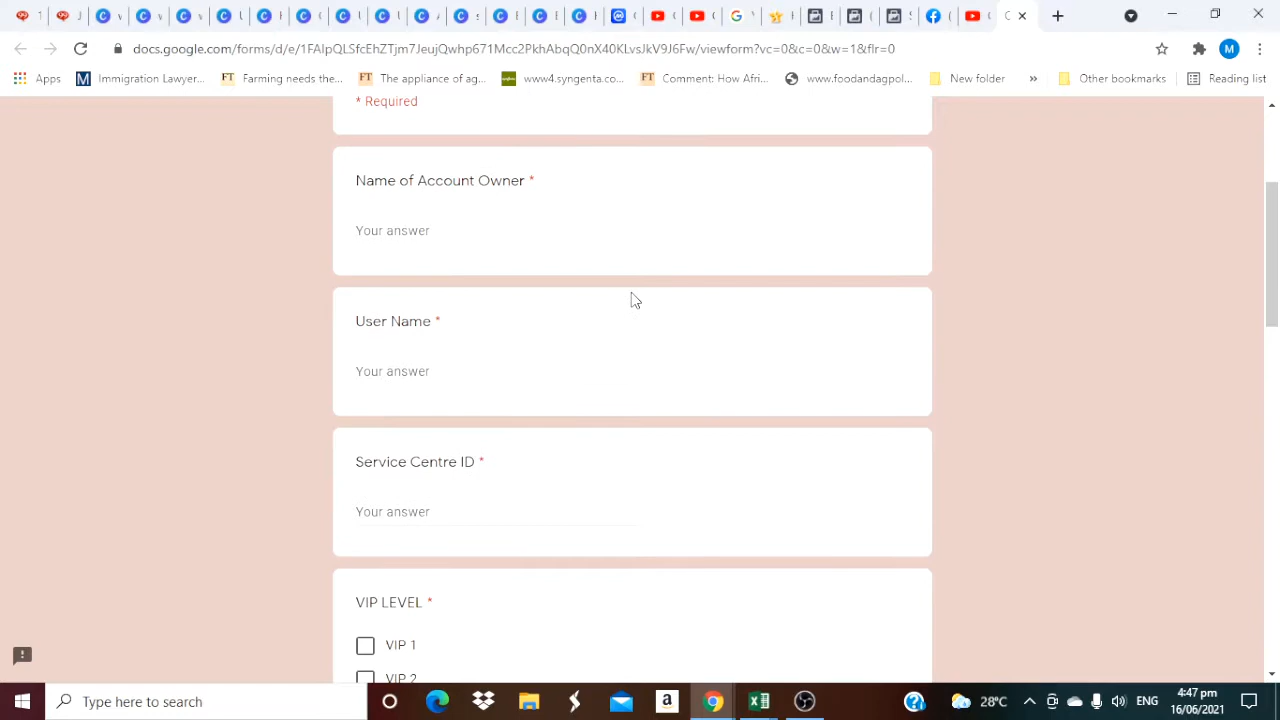 docs.google.com/forms/d/e/1FAIpQLSfcEhZTjm7JeujQwhp671Mcc2PkhAbqQ0nX40KLvsJkV9J6Fw/viewform?vc=0&c=0&w=1&flr=0
M
Apps
M Immigration Lawyer...
FT Farming needs the...
FT The appliance of ag...
www4.syngenta.co...
FT Comment: How Afri...
www.foodandagpol...
New folder
»
Other bookmarks
Reading list
* Required
Name of Account Owner *
Your answer
User Name *
Your answer
Service Centre ID *
Your answer
VIP LEVEL *
VIP 1
VIP 2
Type here to search
28°C
ENG
4:47 pm
16/06/2021